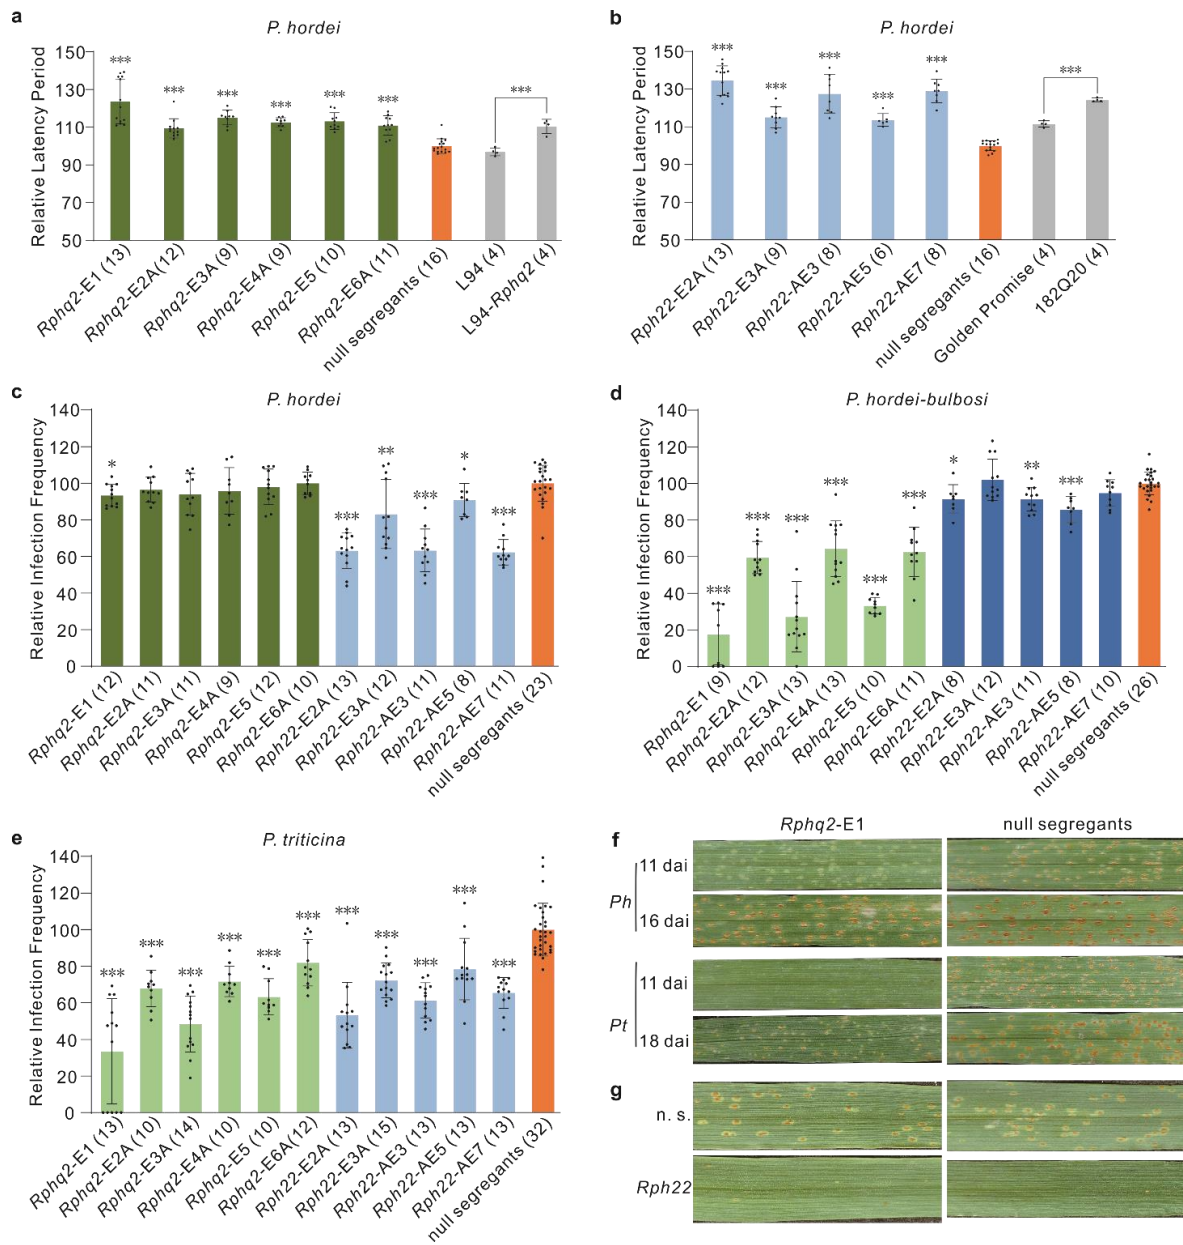 a
P. hordei
Relative Latency Period
150
130
110
90
70
50
***
***
***
***
***
***
***
Rphq2-E1 (13)
Rphq2-E2A (12)
Rphq2-E3A (9)
Rphq2-E4A (9)
Rphq2-E5 (10)
Rphq2-E6A (11)
null segregants (16)
L94 (4)
L94-Rphq2 (4)
b
P. hordei
Relative Latency Period
150
130
110
90
70
50
***
***
***
***
***
***
Rph22-E2A (13)
Rph22-E3A (9)
Rph22-AE3 (8)
Rph22-AE5 (6)
Rph22-AE7 (8)
null segregants (16)
Golden Promise (4)
182Q20 (4)
c
P. hordei
Relative Infection Frequency
140
120
100
80
60
40
20
0
*
***
**
***
*
***
Rphq2-E1 (12)
Rphq2-E2A (11)
Rphq2-E3A (11)
Rphq2-E4A (9)
Rphq2-E5 (12)
Rphq2-E6A (10)
Rph22-E2A (13)
Rph22-E3A (12)
Rph22-AE3 (11)
Rph22-AE5 (8)
Rph22-AE7 (11)
null segregants (23)
d
P. hordei-bulbosi
Relative Infection Frequency
140
120
100
80
60
40
20
0
***
***
***
***
***
***
*
**
***
Rphq2-E1 (9)
Rphq2-E2A (12)
Rphq2-E3A (13)
Rphq2-E4A (13)
Rphq2-E5 (10)
Rphq2-E6A (11)
Rph22-E2A (8)
Rph22-E3A (12)
Rph22-AE3 (11)
Rph22-AE5 (8)
Rph22-AE7 (10)
null segregants (26)
e
P. triticina
Relative Infection Frequency
140
120
100
80
60
40
20
0
***
***
***
***
***
***
***
***
***
***
***
Rphq2-E1 (13)
Rphq2-E2A (10)
Rphq2-E3A (14)
Rphq2-E4A (10)
Rphq2-E5 (10)
Rphq2-E6A (12)
Rph22-E2A (13)
Rph22-E3A (15)
Rph22-AE3 (13)
Rph22-AE5 (13)
Rph22-AE7 (13)
null segregants (32)
f
Rphq2-E1
null segregants
Ph
11 dai
16 dai
Pt
11 dai
18 dai
g
n. s.
Rph22